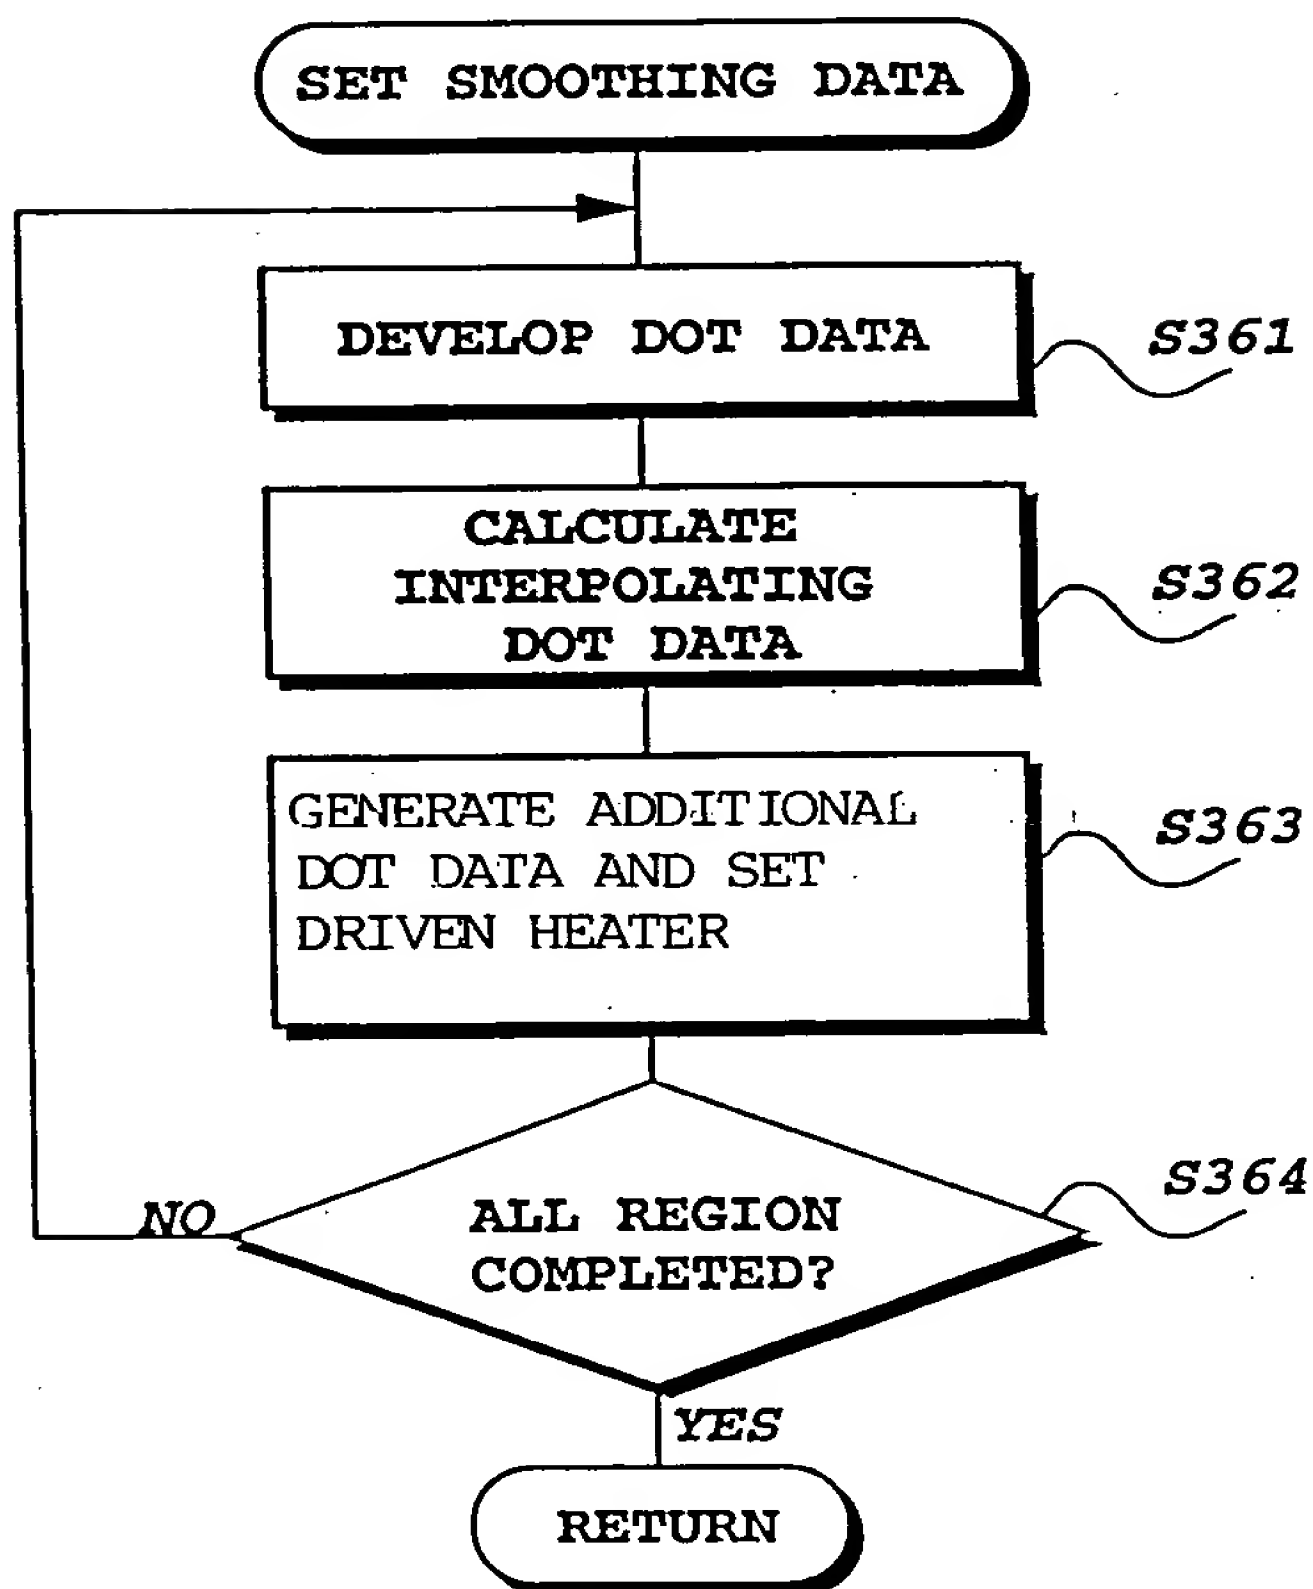 SET SMOOTHING DATA
DEVELOP DOT DATA
S361
CALCULATE
INTERPOLATING
DOT DATA
S362
GENERATE ADDITIONAL
DOT DATA AND SET
DRIVEN HEATER
S363
ALL REGION
COMPLETED?
S364
NO
YES
RETURN